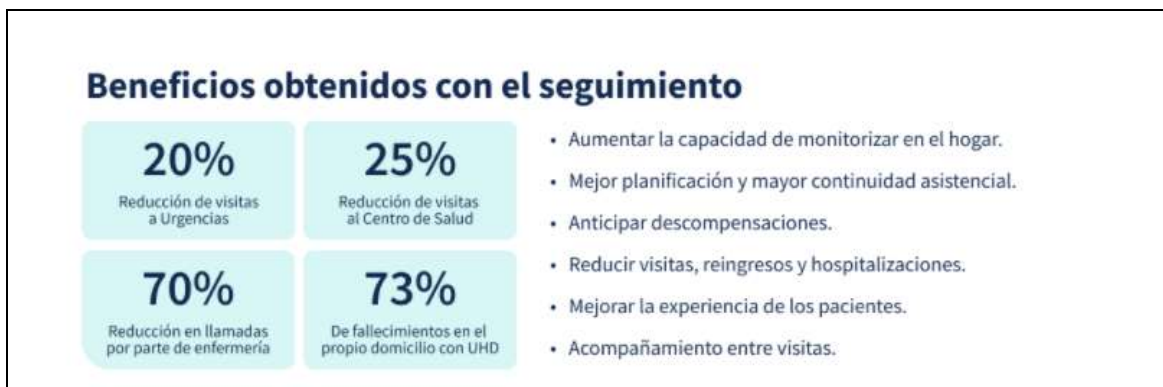 Beneficios obtenidos con el seguimiento
20%
Reducción de visitas
a Urgencias
25%
Reducción de visitas
al Centro de Salud
70%
Reducción en llamadas
por parte de enfermería
73%
De fallecimientos en el
propio domicilio con UHD
• Aumentar la capacidad de monitorizar en el hogar.
• Mejor planificación y mayor continuidad asistencial.
• Anticipar descompensaciones.
• Reducir visitas, reingresos y hospitalizaciones.
• Mejorar la experiencia de los pacientes.
• Acompañamiento entre visitas.